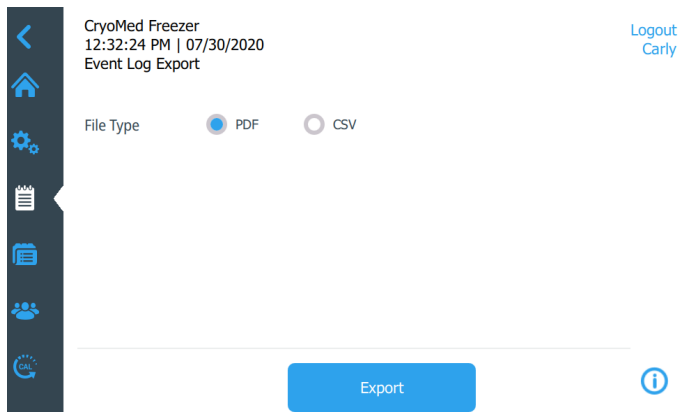 CryoMed Freezer
12:32:24 PM | 07/30/2020
Event Log Export
Logout
Carly
File Type PDF CSV
CAL
Export